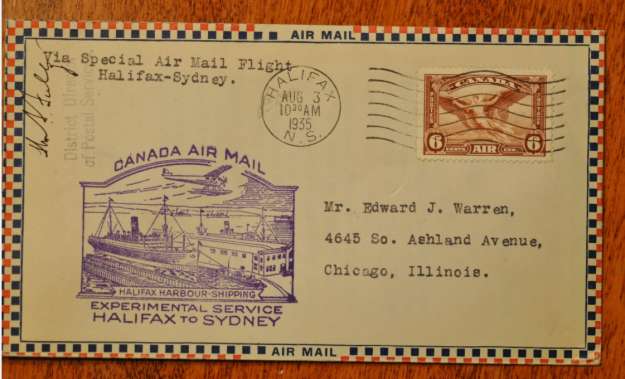 AIR MAIL
Via Special Air Mail Flight
Halifax-Sydney.
District Director
of Postal Service
HALIFAX
AUG 3
10 30 AM
1935
N.S.
CANADA
6 AIR 6
CANADA AIR MAIL
HALIFAX HARBOUR-SHIPPING
EXPERIMENTAL SERVICE
HALIFAX TO SYDNEY
Mr. Edward J. Warren,
4645 So. Ashland Avenue,
Chicago, Illinois.
AIR MAIL